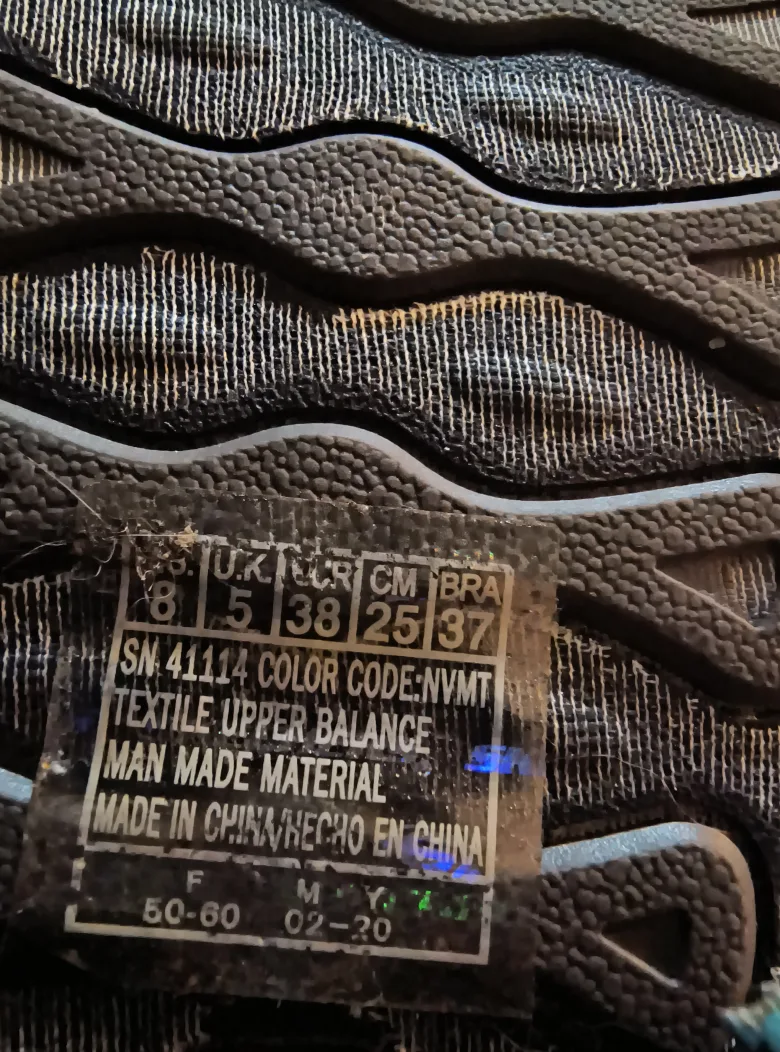 U.K. EUR CM BRA
8 5 38 25 37
SN 41114 COLOR CODE:NVMT
TEXTILE UPPER BALANCE
MAN MADE MATERIAL
MADE IN CHINA/HECHO EN CHINA
F M Y
50-60 02-20